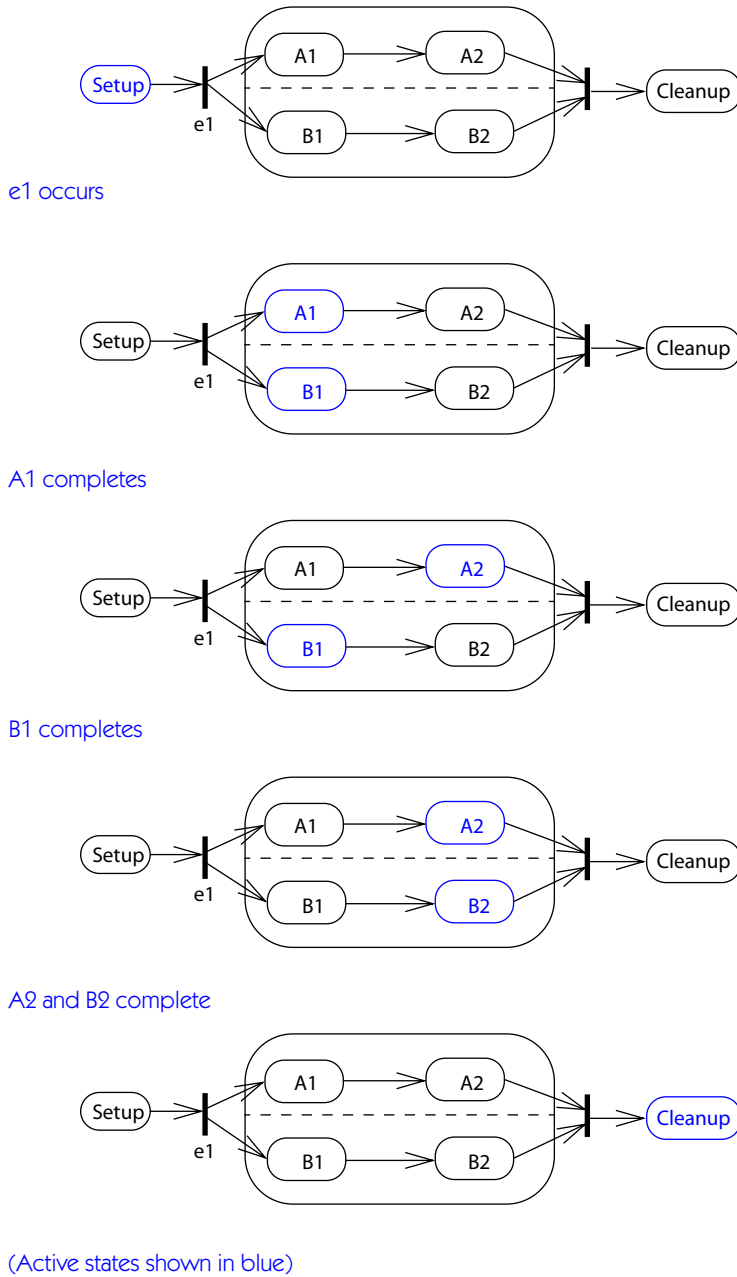 A1 A2
Setup Cleanup
e1 B1 B2
e1 occurs
A1 A2
Setup Cleanup
e1 B1 B2
A1 completes
A1 A2
Setup Cleanup
e1 B1 B2
B1 completes
A1 A2
Setup Cleanup
e1 B1 B2
A2 and B2 complete
A1 A2
Setup Cleanup
e1 B1 B2
(Active states shown in blue)